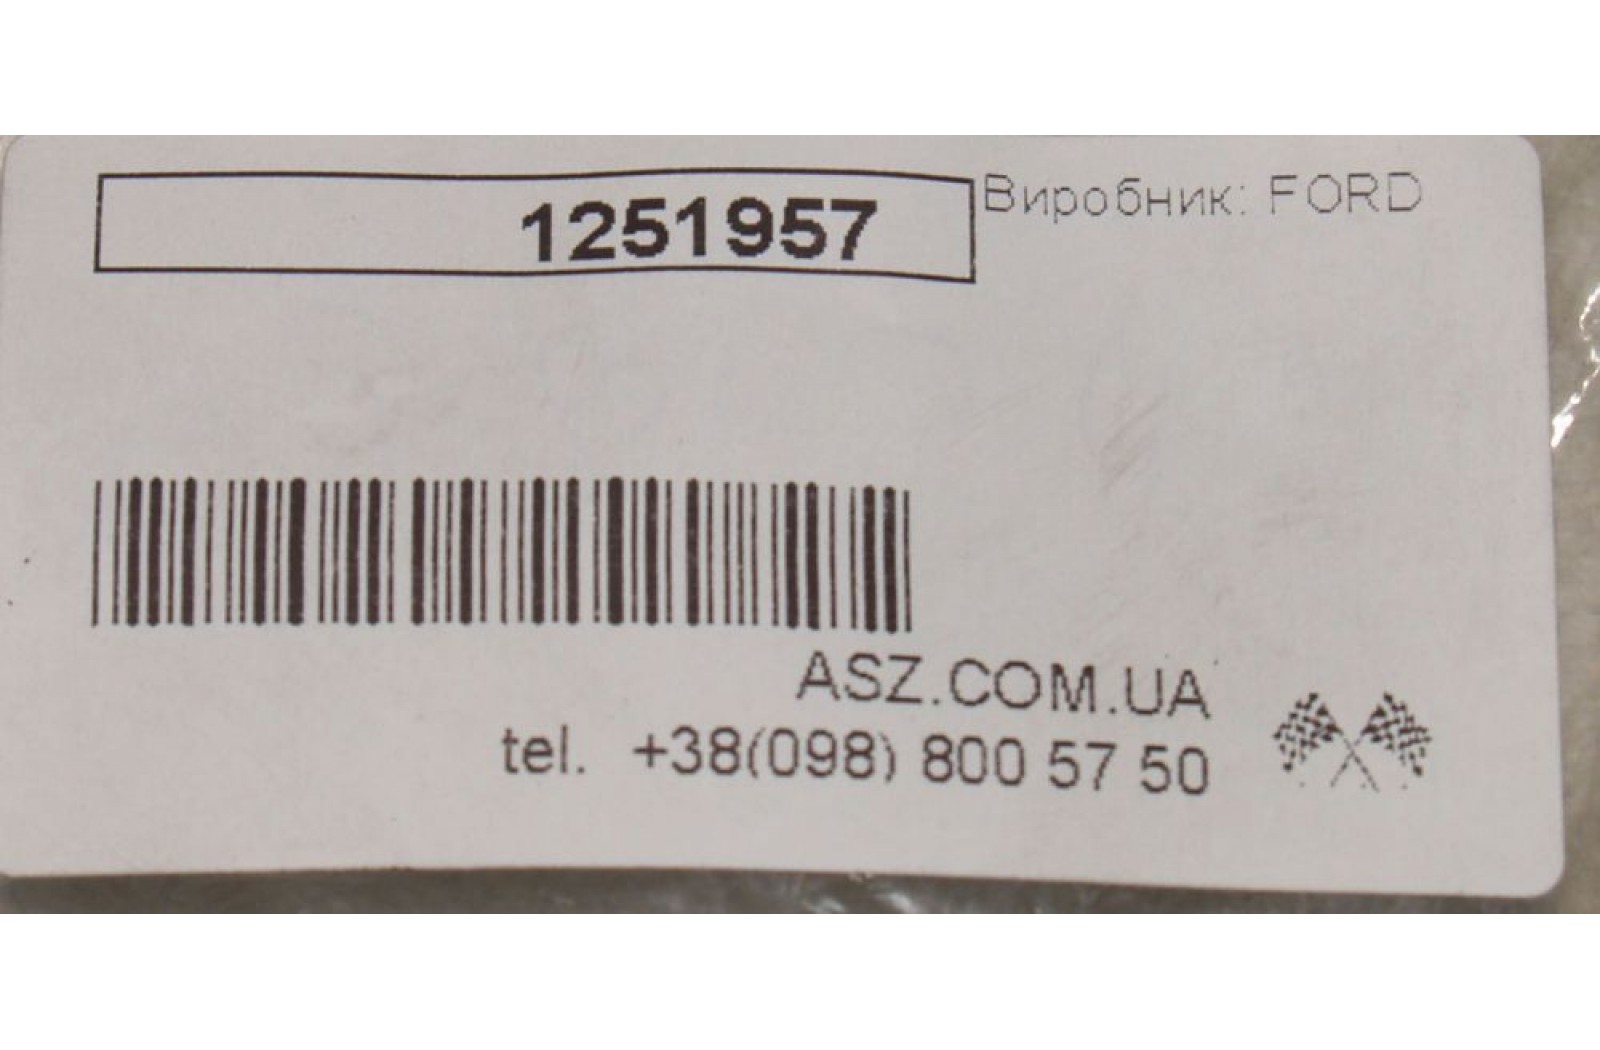 1251957
Виробник: FORD
ASZ.COM.UA
tel. +38(098) 800 57 50